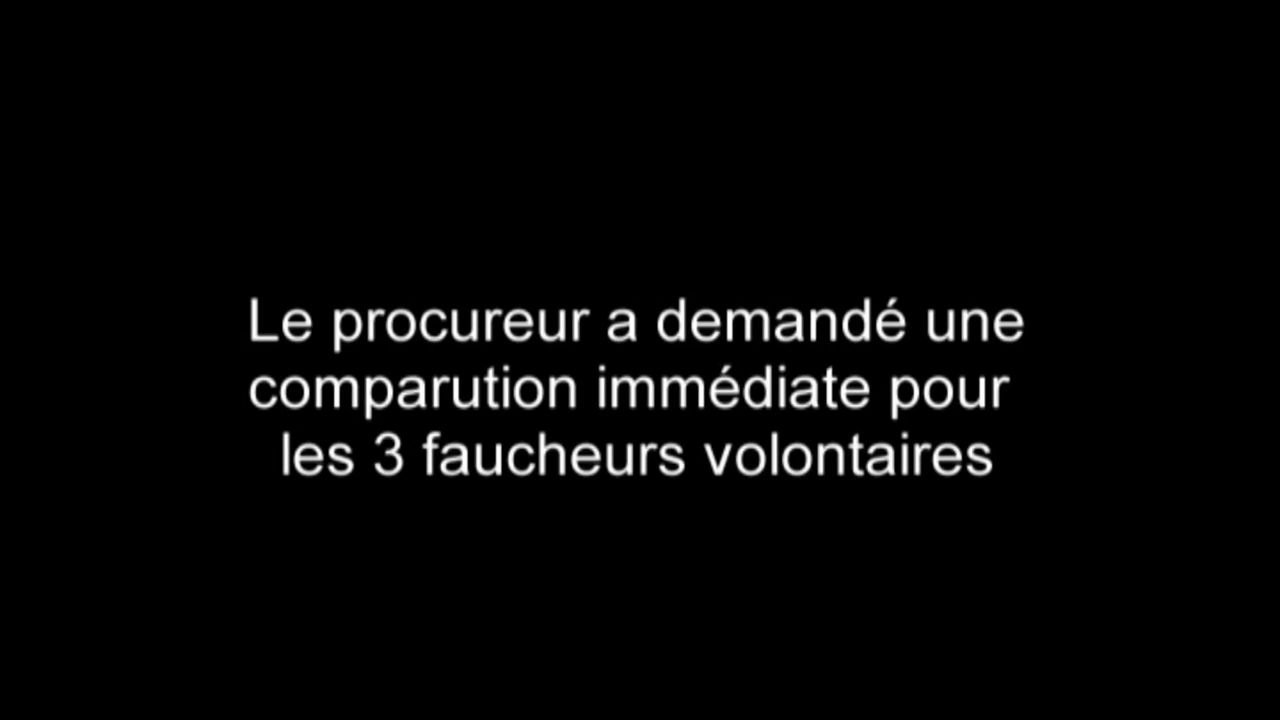 Le procureur a demandé une
comparution immédiate pour
les 3 faucheurs volontaires